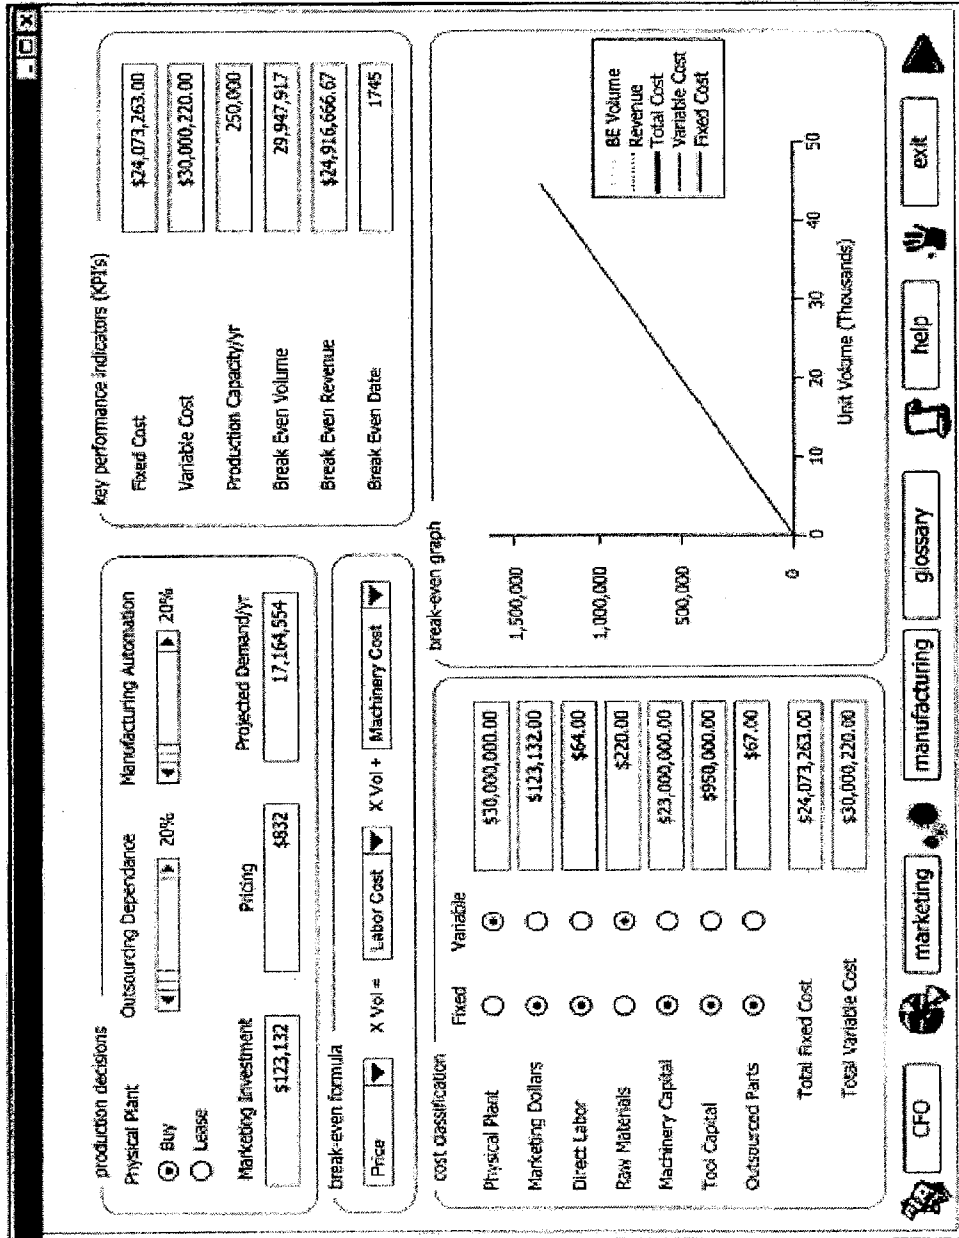 production decisions
Physical Plant
Outsourcing Dependance
Manufacturing Automation
Buy
Lease
20%
20%
Marketing Investment
Pricing
Projected Demand/yr
$123,132
$832
17,164,554
break-even formula
Price X Vol = Labor Cost X Vol + Machinery Cost
key performance indicators (KPI's)
Fixed Cost $24,073,263.00
Variable Cost $30,000,220.00
Production Capacity/yr 250,000
Break Even Volume 29,947,917
Break Even Revenue $24,916,666.67
Break Even Date 1745
cost classification
Fixed Variable
Physical Plant $30,000,000.00
Marketing Dollars $123,132.00
Direct Labor $64.00
Raw Materials $220.00
Machinery Capital $23,000,000.00
Tool Capital $950,000.00
Outsourced Parts $67.00
Total Fixed Cost $24,073,263.00
Total Variable Cost $30,000,220.00
break-even graph
1,500,000
1,000,000
500,000
0
0 10 20 30 40 50
Unit Volume (Thousands)
BE Volume
Revenue
Total Cost
Variable Cost
Fixed Cost
CFO
marketing
manufacturing
glossary
help
exit